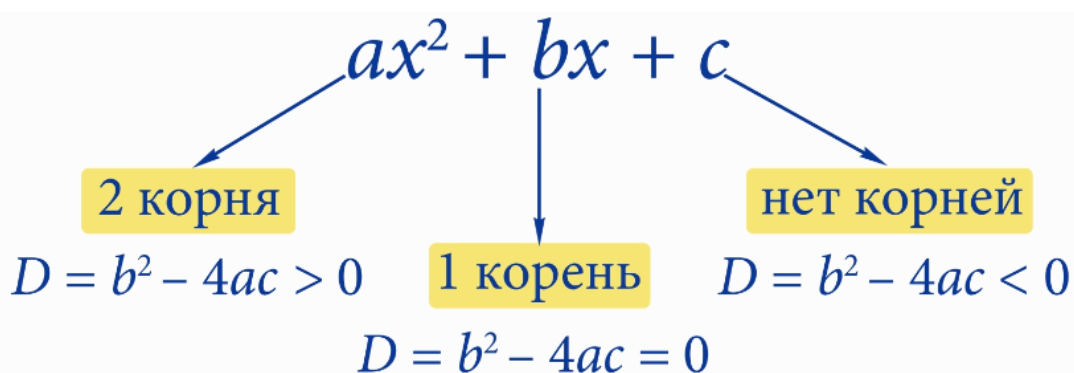 ax² + bx + c
2 корня
D = b² – 4ac > 0
1 корень
D = b² – 4ac = 0
нет корней
D = b² – 4ac < 0